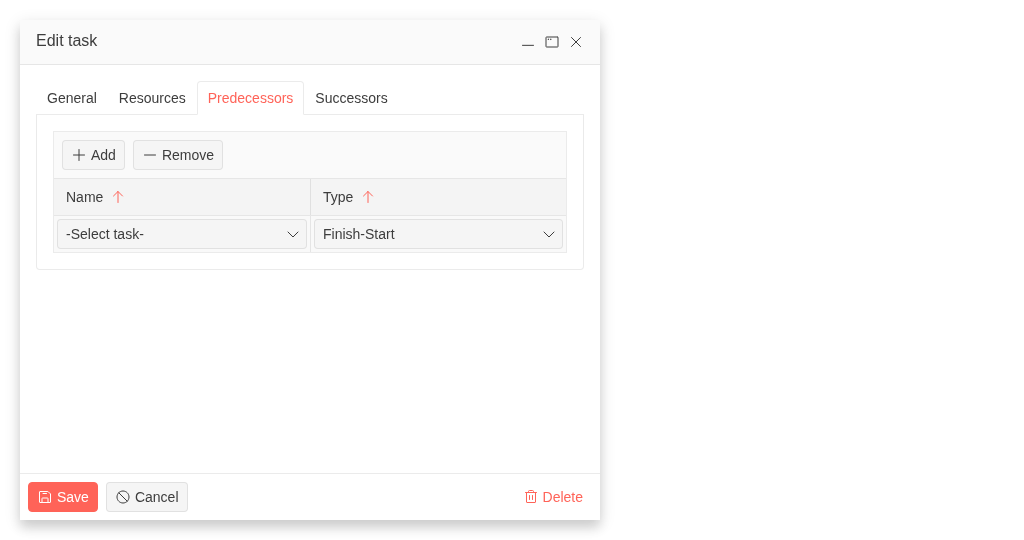 Edit task
General Resources Predecessors Successors
Add Remove
Name Type
-Select task- Finish-Start
Save Cancel Delete